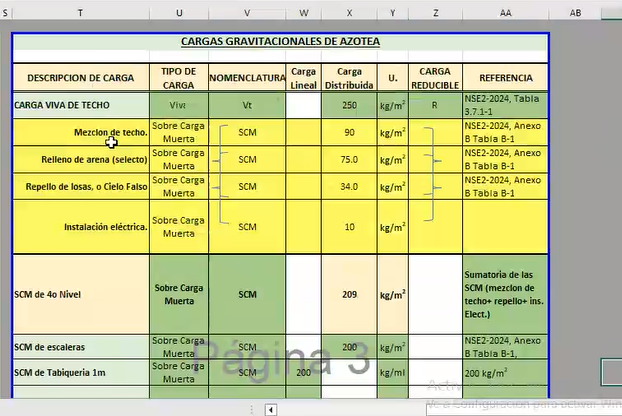 S T U V W X Y Z AA AB
CARGAS GRAVITACIONALES DE AZOTEA
DESCRIPCION DE CARGA TIPO DE CARGA NOMENCLATURA Carga Lineal Carga Distribuida U. CARGA REDUCIBLE REFERENCIA
CARGA VIVA DE TECHO Viva Vt 250 kg/m² R NSE2-2024, Tabla 3.7.1-1
Mezclon de techo. Sobre Carga Muerta SCM 90 kg/m² NSE2-2024, Anexo B Tabla B-1
Relleno de arena (selecto) Sobre Carga Muerta SCM 75.0 kg/m² NSE2-2024, Anexo B Tabla B-1
Repello de losas, o Cielo Falso Sobre Carga Muerta SCM 34.0 kg/m² NSE2-2024, Anexo B Tabla B-1
Instalación eléctrica. Sobre Carga Muerta SCM 10 kg/m²
SCM de 4o Nivel Sobre Carga Muerta SCM 209 kg/m² Sumatoria de las SCM (mezclon de techo+ repello+ ins. Elect.)
SCM de escaleras Sobre Carga Muerta SCM 200 kg/m² NSE2-2024, Anexo B Tabla B-1,
SCM de Tabiqueria 1m Sobre Carga Muerta SCM 200 kg/ml 200 kg/m²
Página 3